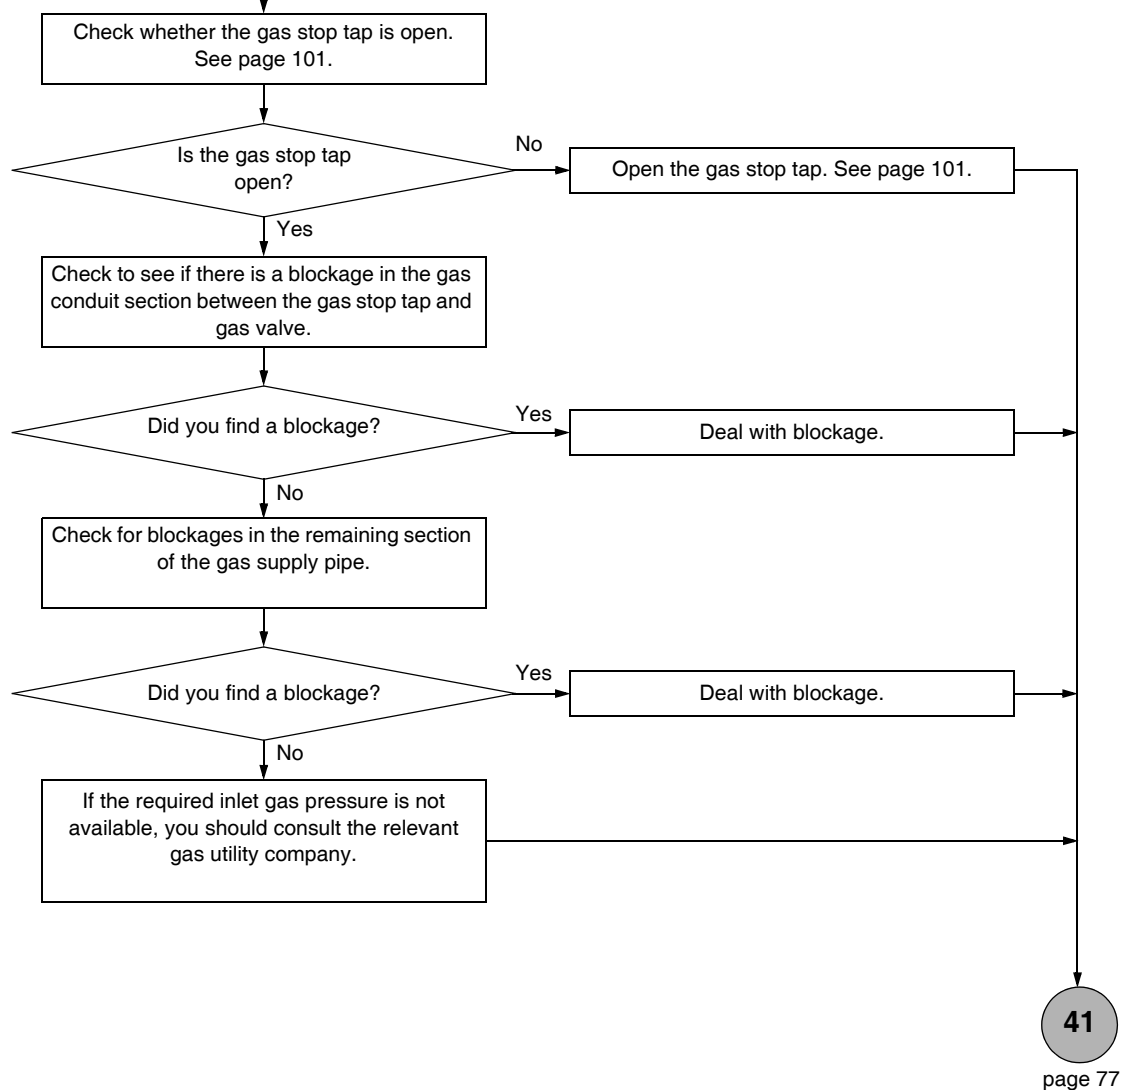 Check whether the gas stop tap is open.
See page 101.
Is the gas stop tap
open?
No
Open the gas stop tap. See page 101.
Yes
Check to see if there is a blockage in the gas
conduit section between the gas stop tap and
gas valve.
Did you find a blockage?
Yes
Deal with blockage.
No
Check for blockages in the remaining section
of the gas supply pipe.
Did you find a blockage?
Yes
Deal with blockage.
No
If the required inlet gas pressure is not
available, you should consult the relevant
gas utility company.
41
page 77